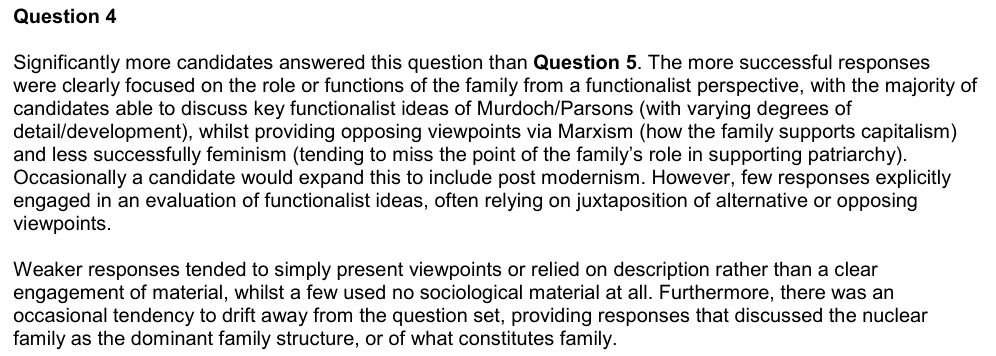 Question 4
Significantly more candidates answered this question than Question 5. The more successful responses
were clearly focused on the role or functions of the family from a functionalist perspective, with the majority of
candidates able to discuss key functionalist ideas of Murdoch/Parsons (with varying degrees of
detail/development), whilst providing opposing viewpoints via Marxism (how the family supports capitalism)
and less successfully feminism (tending to miss the point of the family’s role in supporting patriarchy).
Occasionally a candidate would expand this to include post modernism. However, few responses explicitly
engaged in an evaluation of functionalist ideas, often relying on juxtaposition of alternative or opposing
viewpoints.
Weaker responses tended to simply present viewpoints or relied on description rather than a clear
engagement of material, whilst a few used no sociological material at all. Furthermore, there was an
occasional tendency to drift away from the question set, providing responses that discussed the nuclear
family as the dominant family structure, or of what constitutes family.